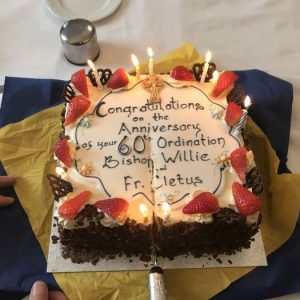 Congratulations
on the
Anniversary
of your 60th Ordination
Bishop Willie
Fr. Cletus